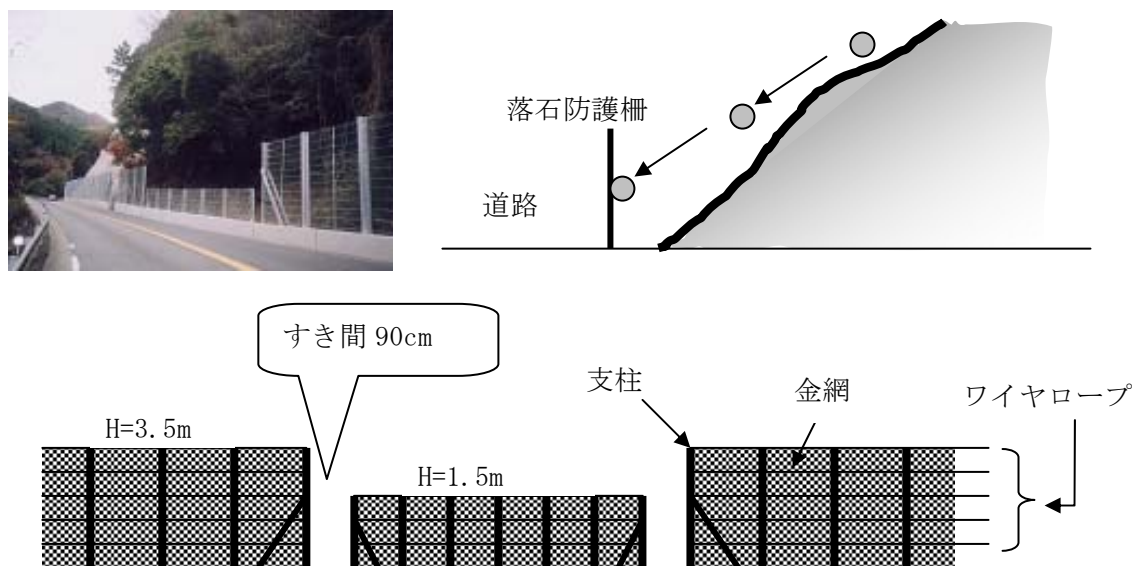 落石防護柵
道路
すき間 90cm
支柱
金網
ワイヤロープ
H=3.5m
H=1.5m